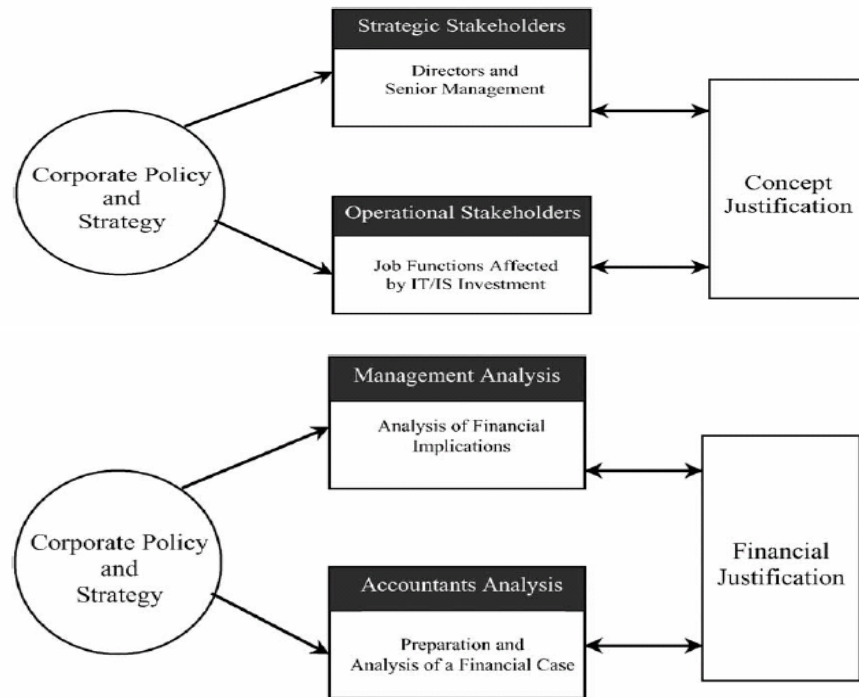 Strategic Stakeholders
Directors and
Senior Management
Corporate Policy
and
Strategy
Operational Stakeholders
Job Functions Affected
by IT/IS Investment
Concept
Justification
Management Analysis
Analysis of Financial
Implications
Corporate Policy
and
Strategy
Accountants Analysis
Preparation and
Analysis of a Financial Case
Financial
Justification